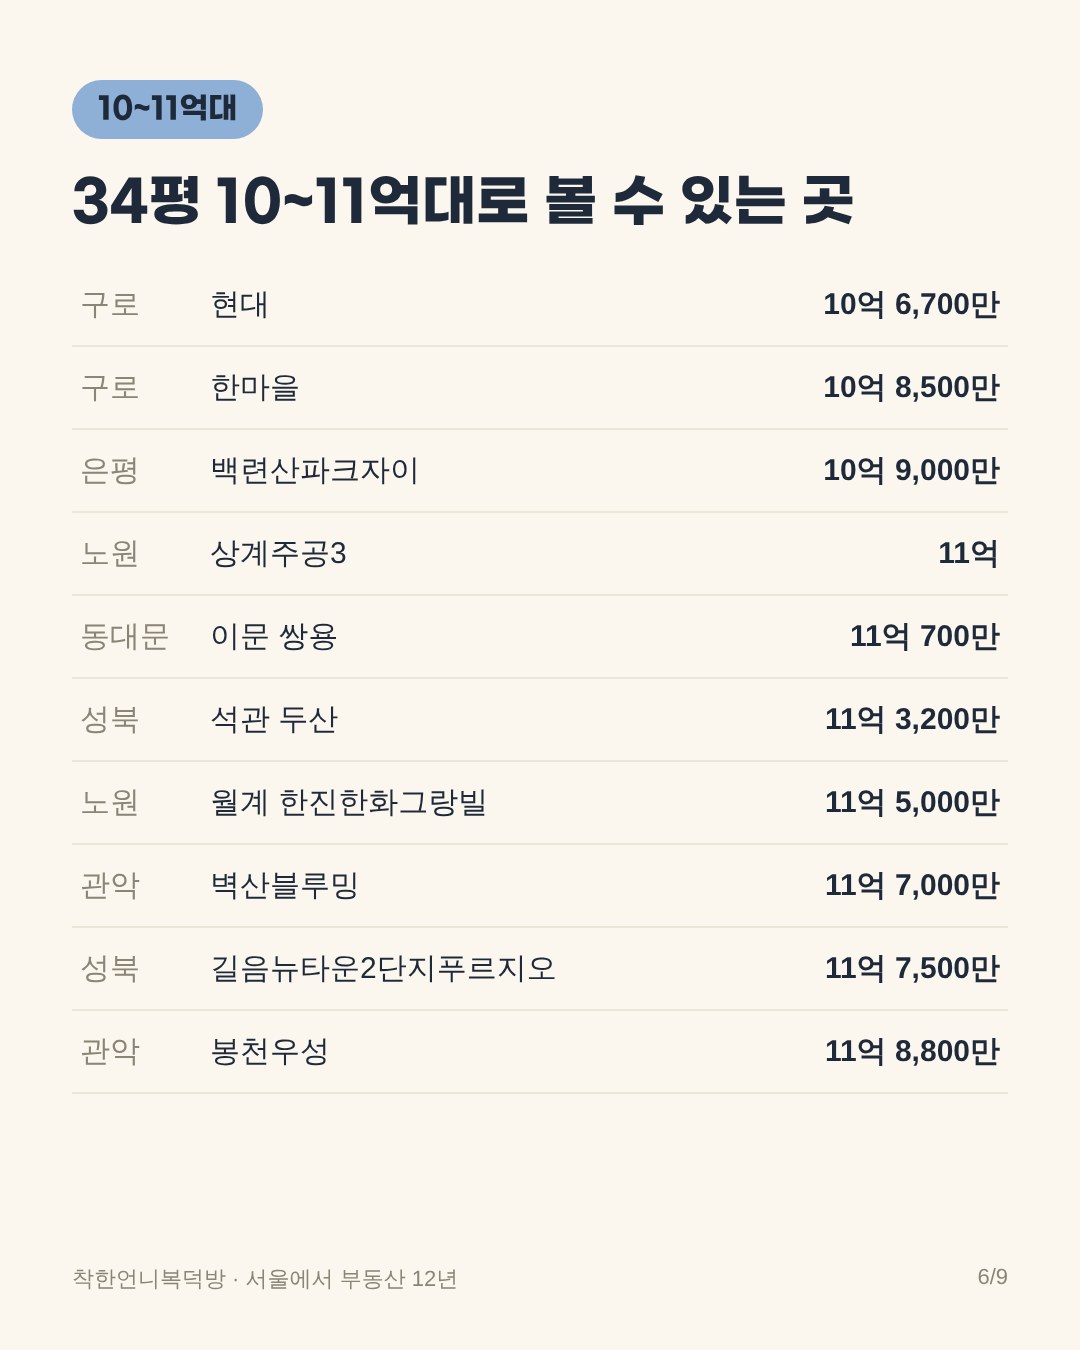 10~11억대
34평 10~11억대로 볼 수 있는 곳
구로 현대 10억 6,700만
구로 한마을 10억 8,500만
은평 백련산파크자이 10억 9,000만
노원 상계주공3 11억
동대문 이문 쌍용 11억 700만
성북 석관 두산 11억 3,200만
노원 월계 한진한화그랑빌 11억 5,000만
관악 벽산블루밍 11억 7,000만
성북 길음뉴타운2단지푸르지오 11억 7,500만
관악 봉천우성 11억 8,800만
착한언니복덕방 · 서울에서 부동산 12년 6/9